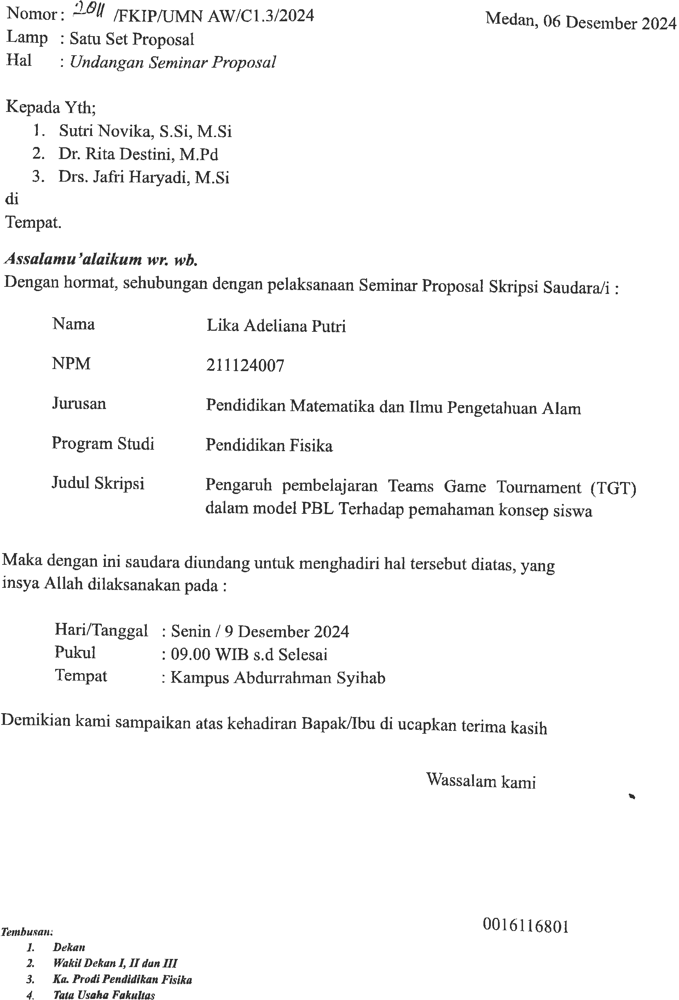 Nomor : 2011 /FKIP/UMN AW/C1.3/2024
Medan, 06 Desember 2024
Lamp : Satu Set Proposal
Hal : Undangan Seminar Proposal
Kepada Yth;
1. Sutri Novika, S.Si, M.Si
2. Dr. Rita Destini, M.Pd
3. Drs. Jafri Haryadi, M.Si
di
Tempat.
Assalamu'alaikum wr. wb.
Dengan hormat, sehubungan dengan pelaksanaan Seminar Proposal Skripsi Saudara/i :
Nama Lika Adeliana Putri
NPM 211124007
Jurusan Pendidikan Matematika dan Ilmu Pengetahuan Alam
Program Studi Pendidikan Fisika
Judul Skripsi Pengaruh pembelajaran Teams Game Tournament (TGT)
dalam model PBL Terhadap pemahaman konsep siswa
Maka dengan ini saudara diundang untuk menghadiri hal tersebut diatas, yang
insya Allah dilaksanakan pada :
Hari/Tanggal : Senin / 9 Desember 2024
Pukul : 09.00 WIB s.d Selesai
Tempat : Kampus Abdurrahman Syihab
Demikian kami sampaikan atas kehadiran Bapak/Ibu di ucapkan terima kasih
Wassalam kami
0016116801
Tembusan:
1. Dekan
2. Wakil Dekan I, II dan III
3. Ka. Prodi Pendidikan Fisika
4. Tata Usaha Fakultas